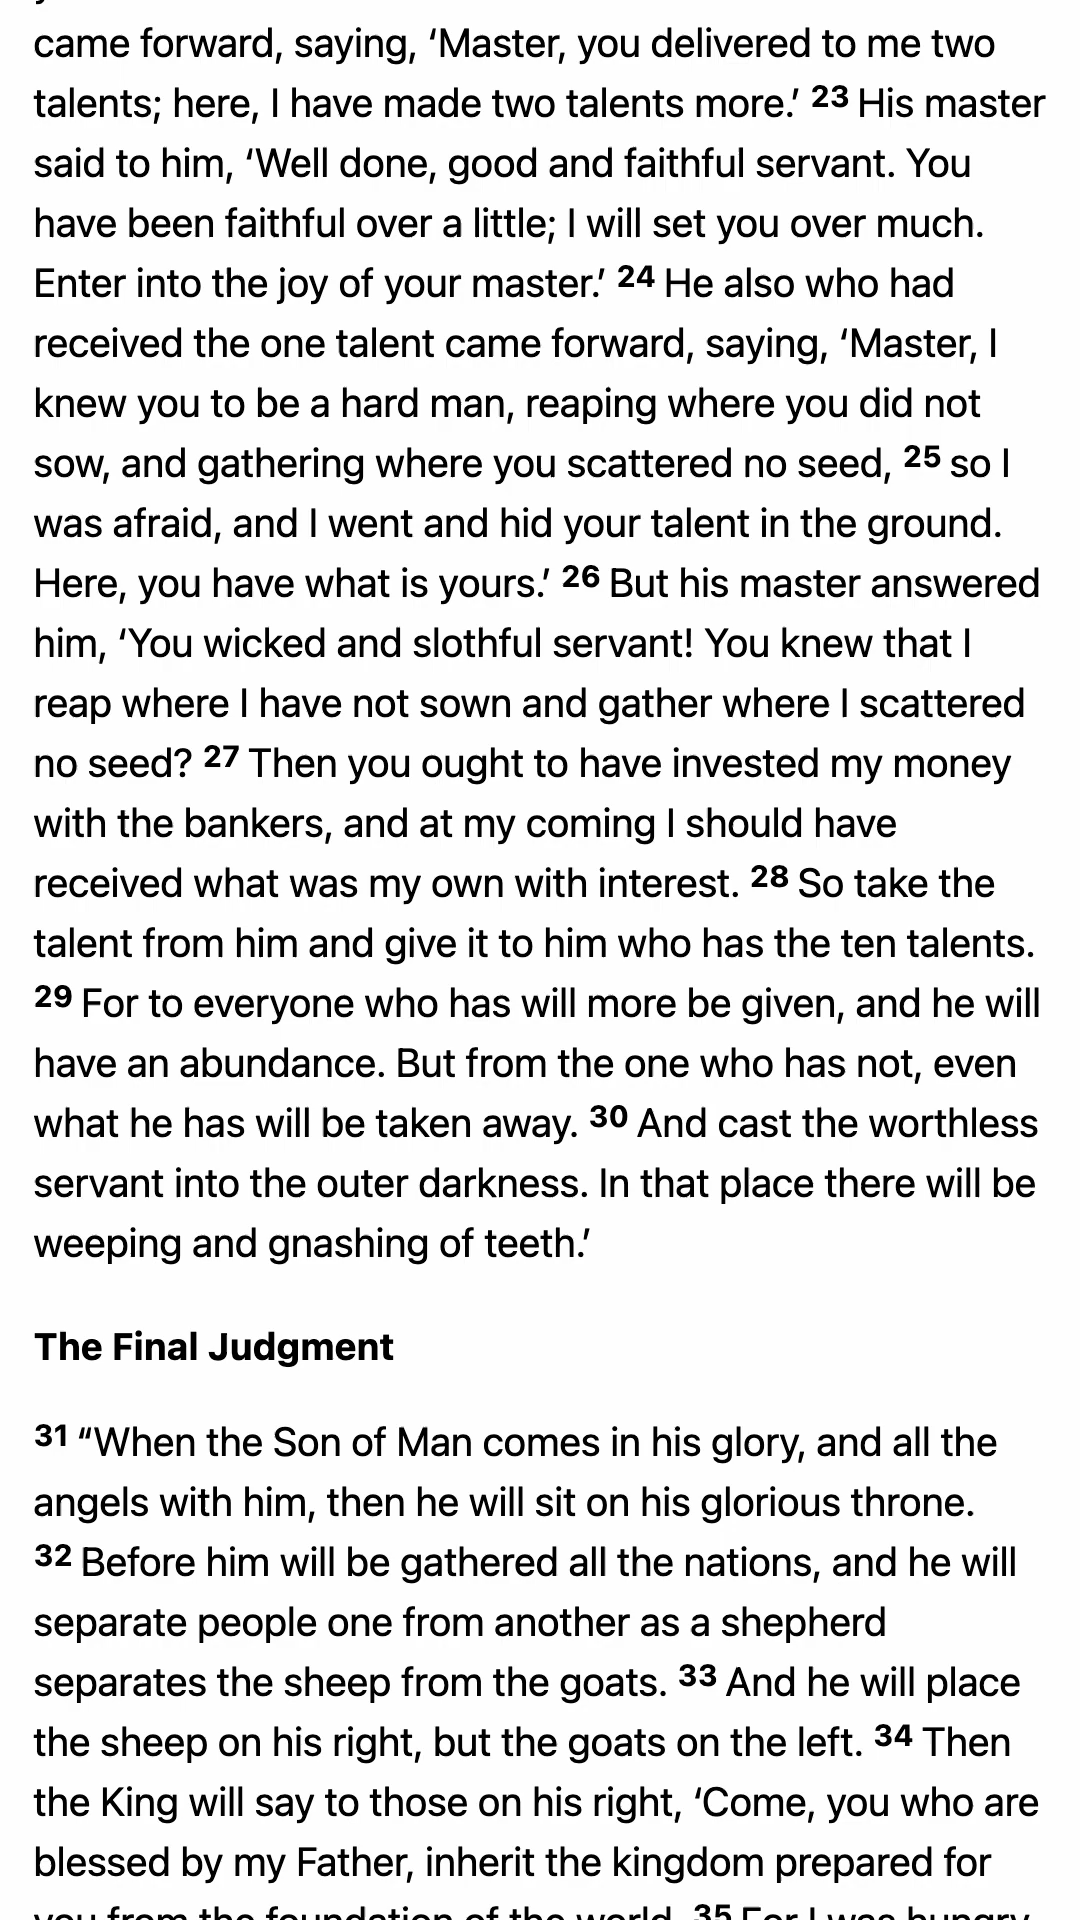 came forward, saying, ‘Master, you delivered to me two
talents; here, I have made two talents more.’ 23 His master
said to him, ‘Well done, good and faithful servant. You
have been faithful over a little; I will set you over much.
Enter into the joy of your master.’ 24 He also who had
received the one talent came forward, saying, ‘Master, I
knew you to be a hard man, reaping where you did not
sow, and gathering where you scattered no seed, 25 so I
was afraid, and I went and hid your talent in the ground.
Here, you have what is yours.’ 26 But his master answered
him, ‘You wicked and slothful servant! You knew that I
reap where I have not sown and gather where I scattered
no seed? 27 Then you ought to have invested my money
with the bankers, and at my coming I should have
received what was my own with interest. 28 So take the
talent from him and give it to him who has the ten talents.
29 For to everyone who has will more be given, and he will
have an abundance. But from the one who has not, even
what he has will be taken away. 30 And cast the worthless
servant into the outer darkness. In that place there will be
weeping and gnashing of teeth.’
The Final Judgment
31 “When the Son of Man comes in his glory, and all the
angels with him, then he will sit on his glorious throne.
32 Before him will be gathered all the nations, and he will
separate people one from another as a shepherd
separates the sheep from the goats. 33 And he will place
the sheep on his right, but the goats on the left. 34 Then
the King will say to those on his right, ‘Come, you who are
blessed by my Father, inherit the kingdom prepared for
you from the foundation of the world. 35 For I was hungry